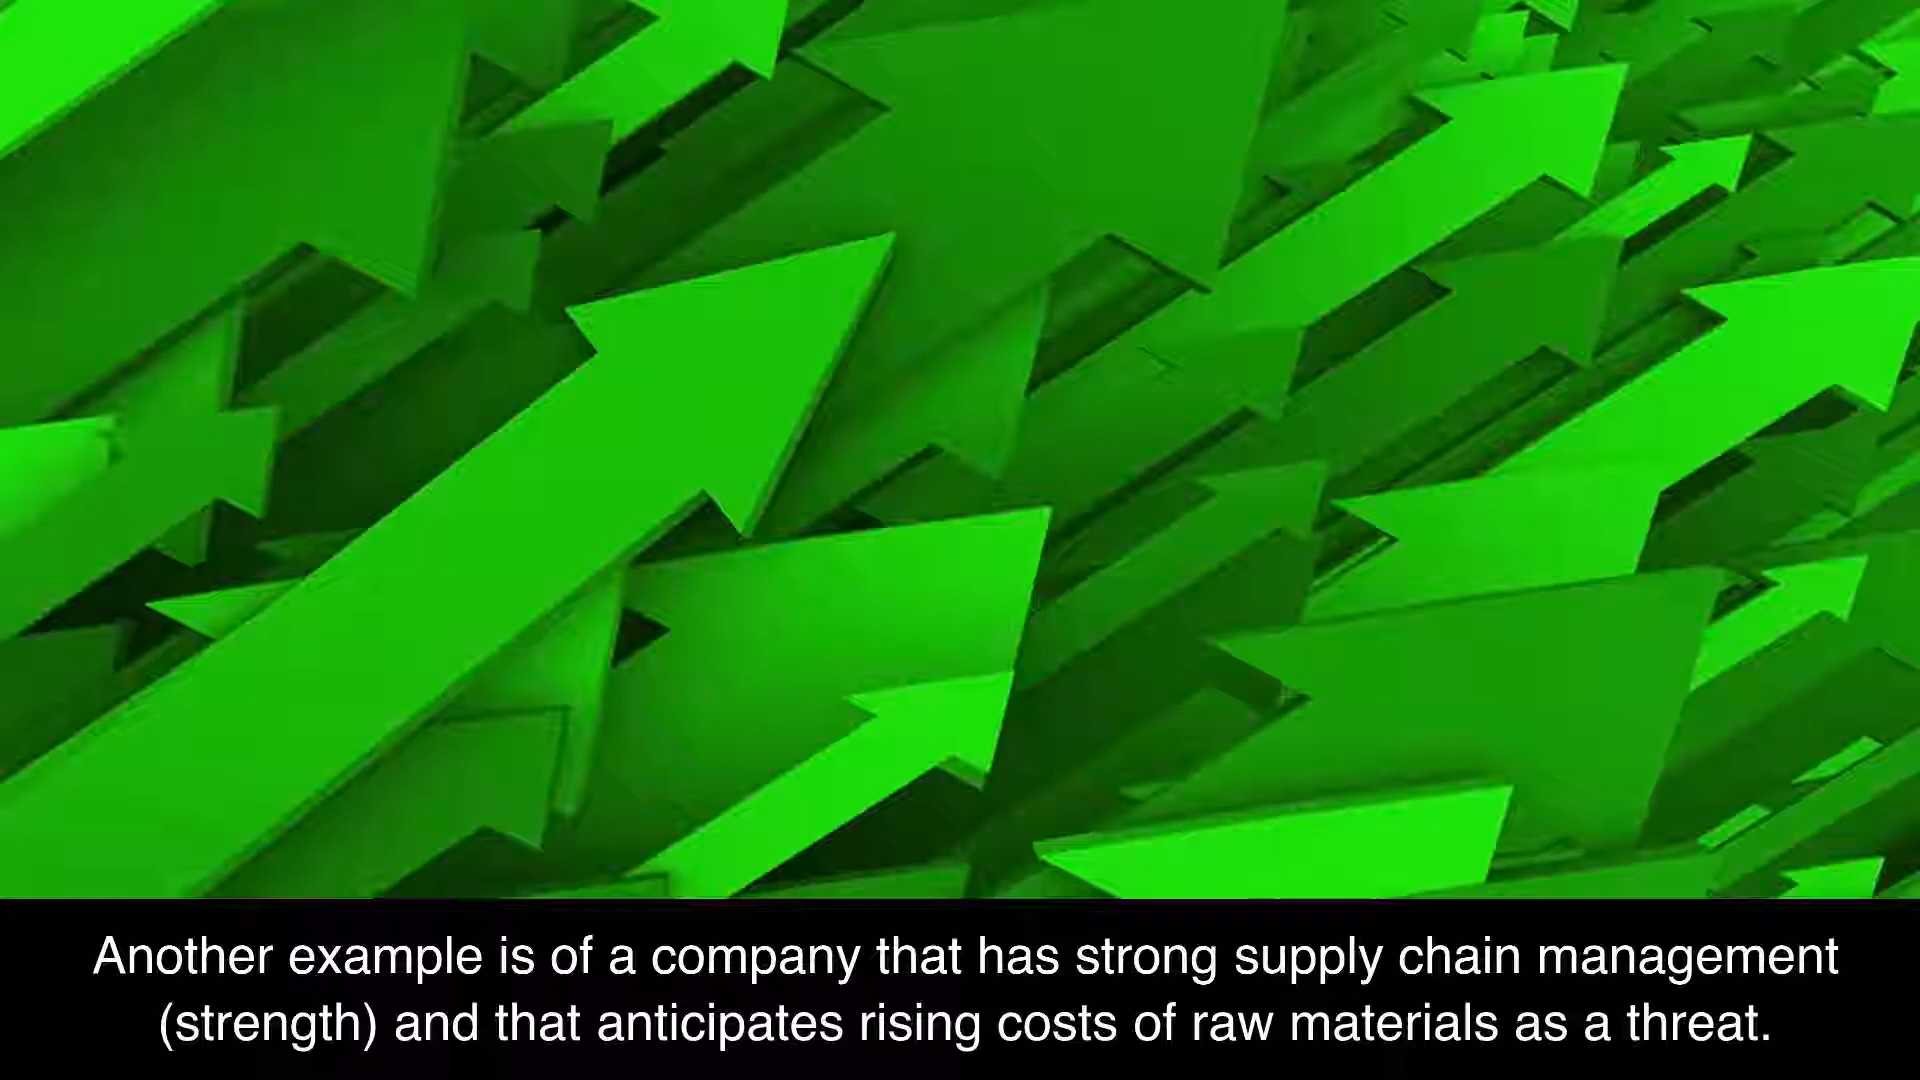 Another example is of a company that has strong supply chain management
(strength) and that anticipates rising costs of raw materials as a threat.